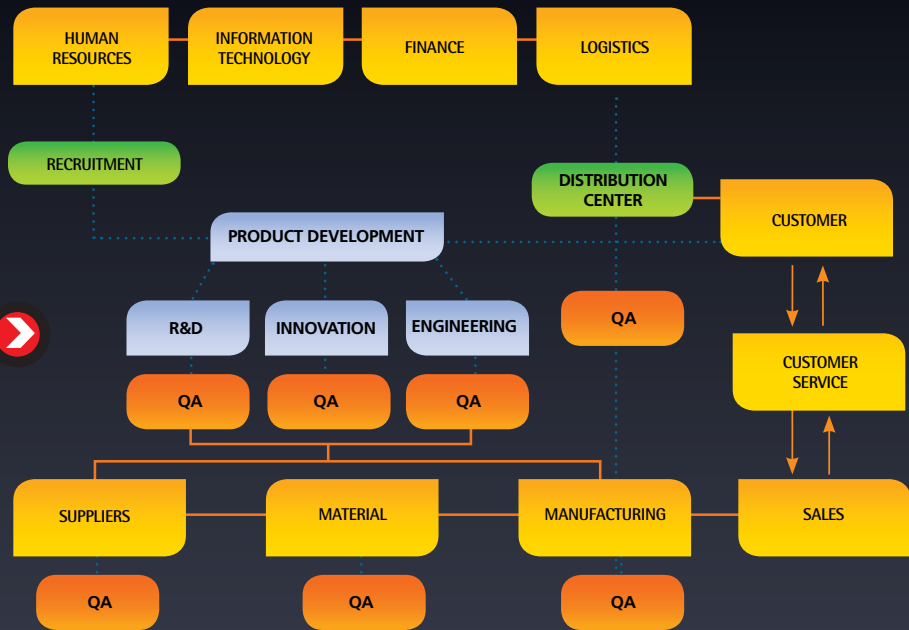 HUMAN
RESOURCES
INFORMATION
TECHNOLOGY
FINANCE
LOGISTICS
RECRUITMENT
DISTRIBUTION
CENTER
CUSTOMER
PRODUCT DEVELOPMENT
R&D
INNOVATION
ENGINEERING
QA
CUSTOMER
SERVICE
QA
QA
QA
SUPPLIERS
MATERIAL
MANUFACTURING
SALES
QA
QA
QA